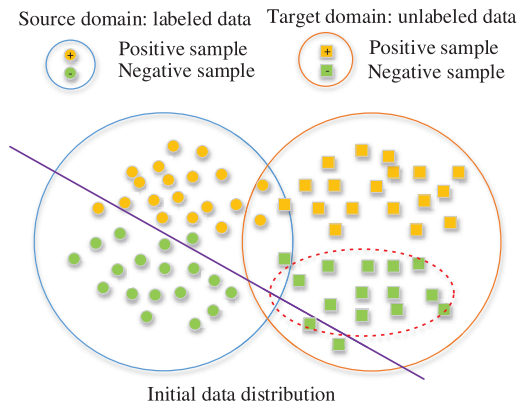 Source domain: labeled data
Target domain: unlabeled data
+ Positive sample
- Negative sample
+ Positive sample
- Negative sample
Initial data distribution